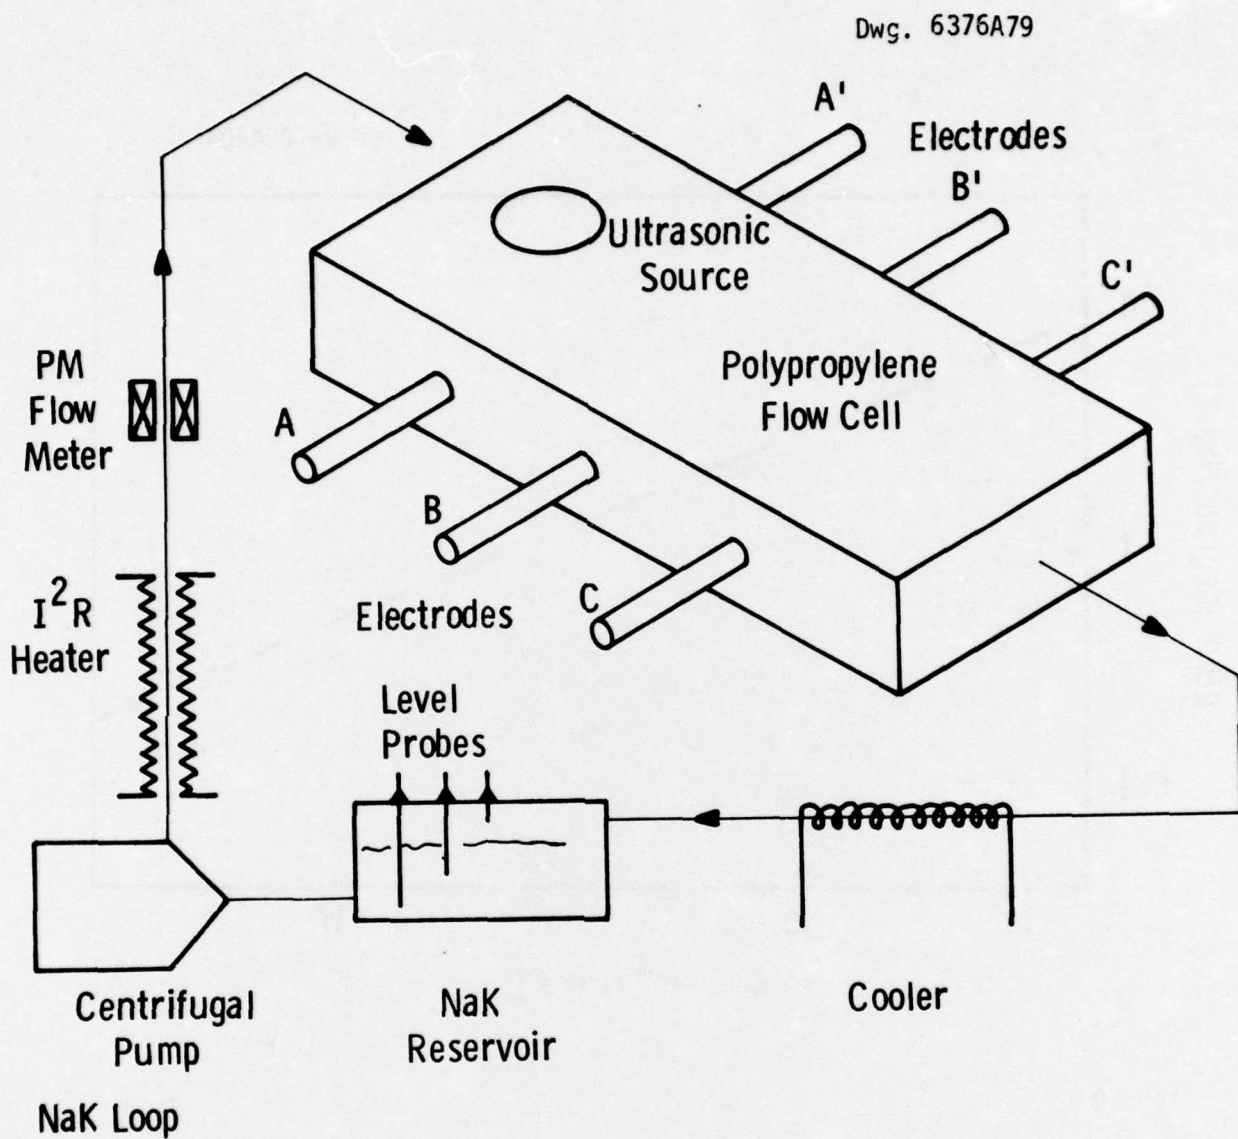 Dwg. 6376A79
A'
Electrodes
B'
C'
Ultrasonic
Source
Polypropylene
Flow Cell
PM
Flow
Meter
A
B
C
Electrodes
I²R
Heater
Level
Probes
Centrifugal
Pump
NaK
Reservoir
Cooler
NaK Loop